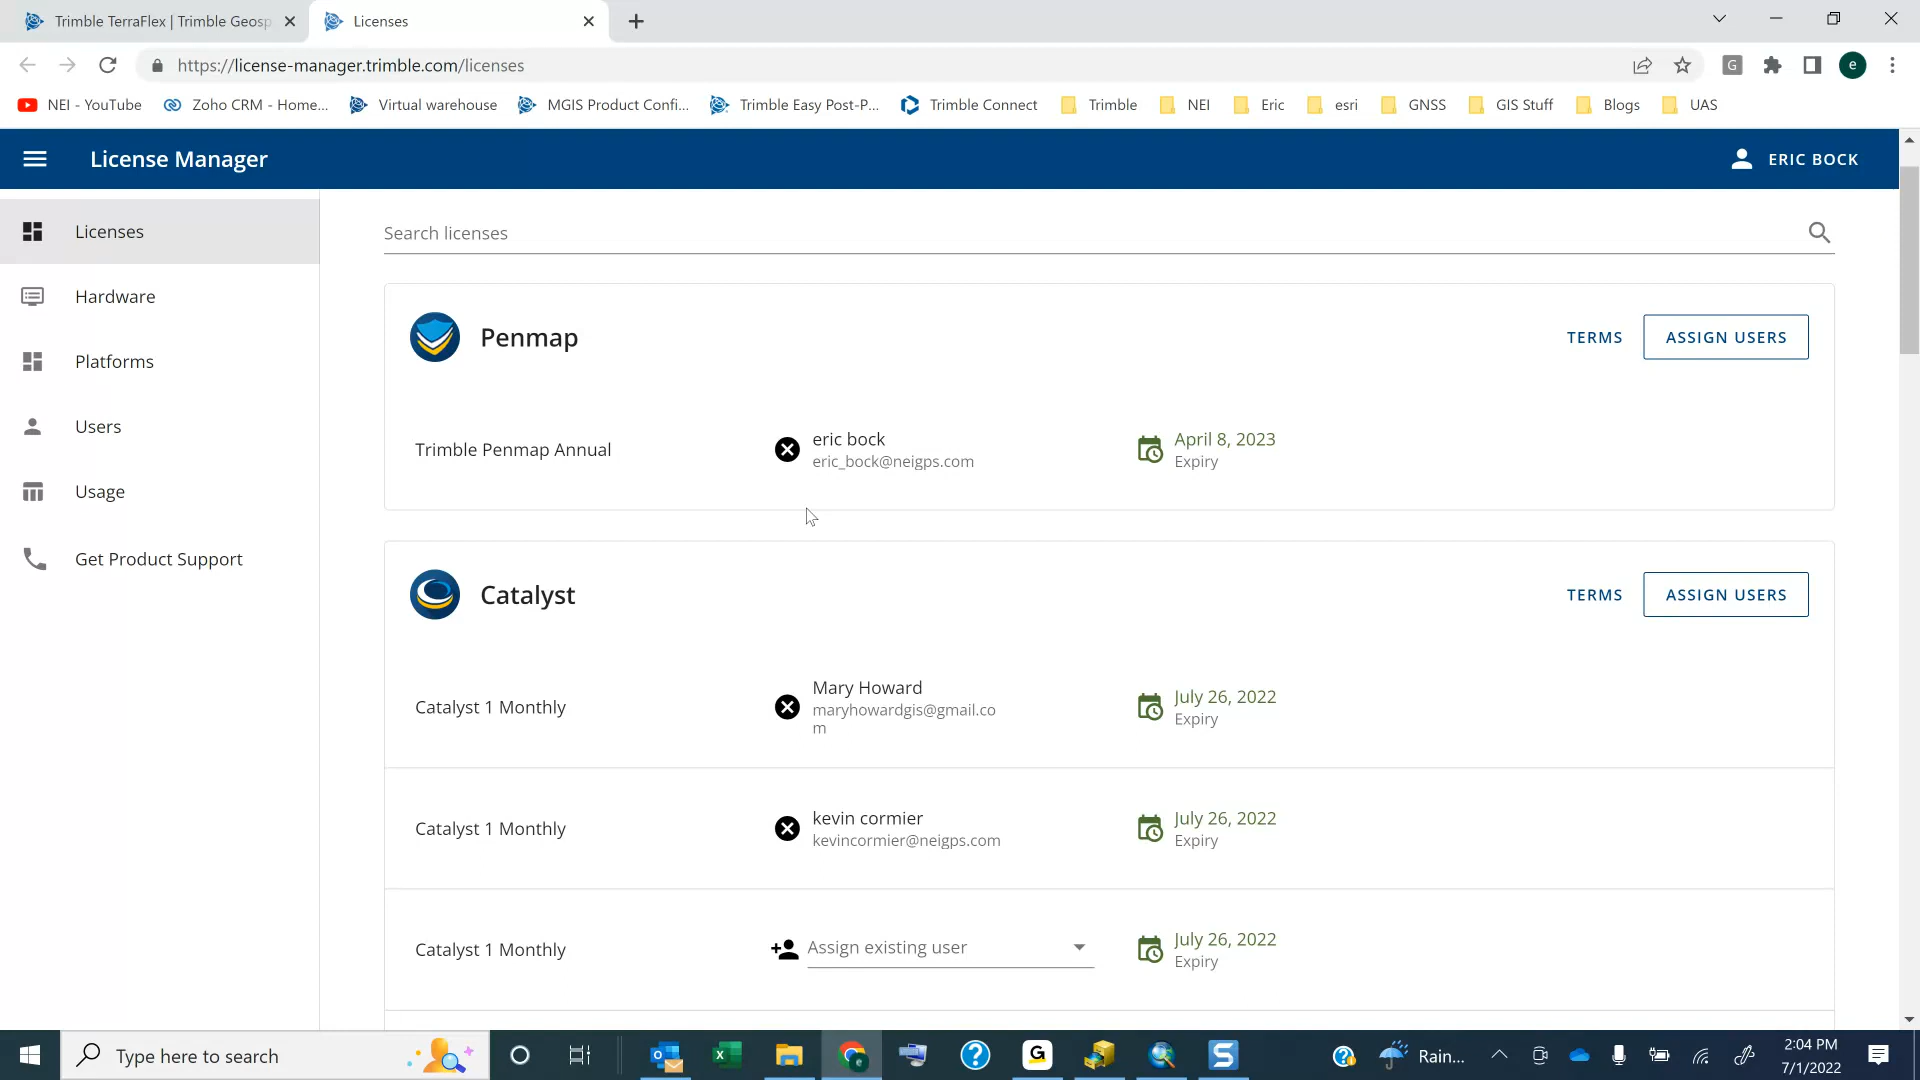 Trimble TerraFlex | Trimble Geosp
Licenses
https://license-manager.trimble.com/licenses
G
e
NEI - YouTube
Zoho CRM - Home...
Virtual warehouse
MGIS Product Confi...
Trimble Easy Post-P...
Trimble Connect
Trimble
NEI
Eric
esri
GNSS
GIS Stuff
Blogs
UAS
License Manager
ERIC BOCK
Licenses
Hardware
Platforms
Users
Usage
Get Product Support
Search licenses
Penmap
TERMS
ASSIGN USERS
Trimble Penmap Annual
eric bock
eric_bock@neigps.com
April 8, 2023
Expiry
Catalyst
TERMS
ASSIGN USERS
Catalyst 1 Monthly
Mary Howard
maryhowardgis@gmail.co
m
July 26, 2022
Expiry
Catalyst 1 Monthly
kevin cormier
kevincormier@neigps.com
July 26, 2022
Expiry
Catalyst 1 Monthly
Assign existing user
July 26, 2022
Expiry
Type here to search
Rain...
2:04 PM
7/1/2022